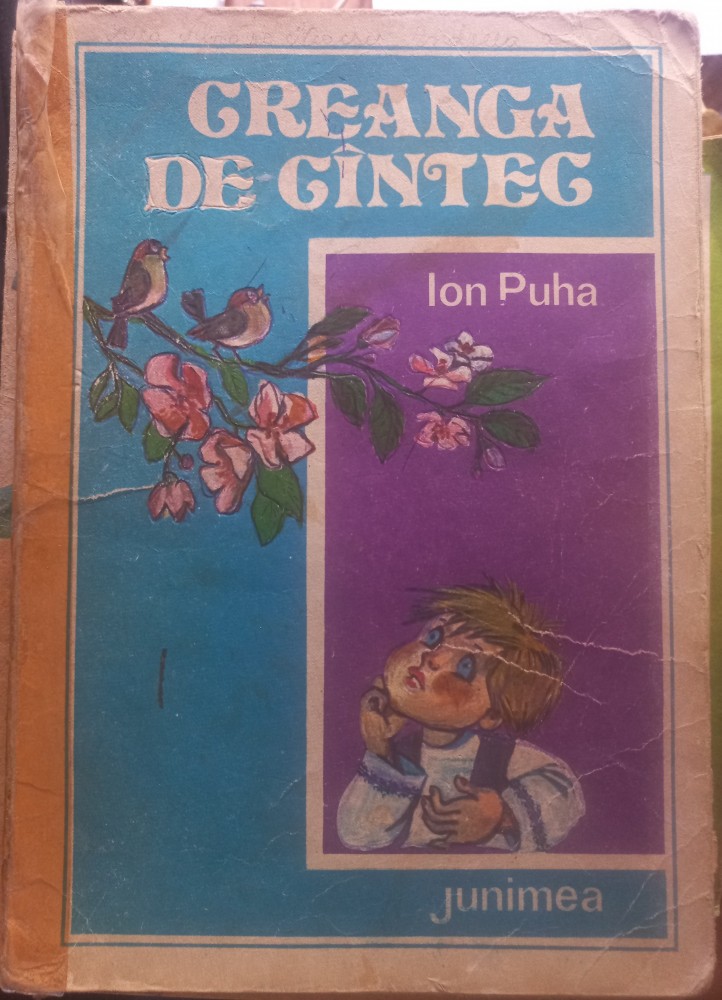 CREANGA
DE CÎNTEC
Ion Puha
junimea